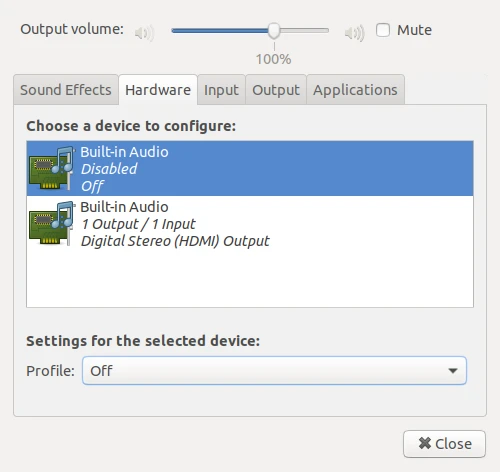 Output volume:
Mute
100%
Sound Effects Hardware Input Output Applications
Choose a device to configure:
Built-in Audio
Disabled
Off
Built-in Audio
1 Output / 1 Input
Digital Stereo (HDMI) Output
Settings for the selected device:
Profile: Off
Close